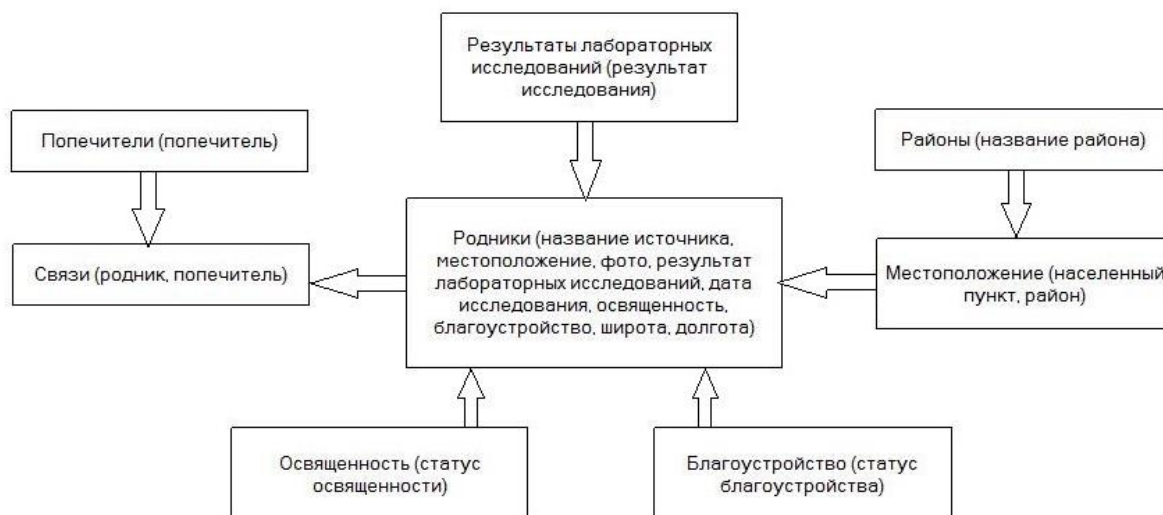 Результаты лабораторных
исследований (результат
исследования)
Попечители (попечитель)
Районы (название района)
Связи (родник, попечитель)
Родники (название источника,
местоположение, фото, результат
лабораторных исследований, дата
исследования, освященность,
благоустройство, широта, долгота)
Местоположение (населенный
пункт, район)
Освященность (статус
освященности)
Благоустройство (статус
благоустройства)